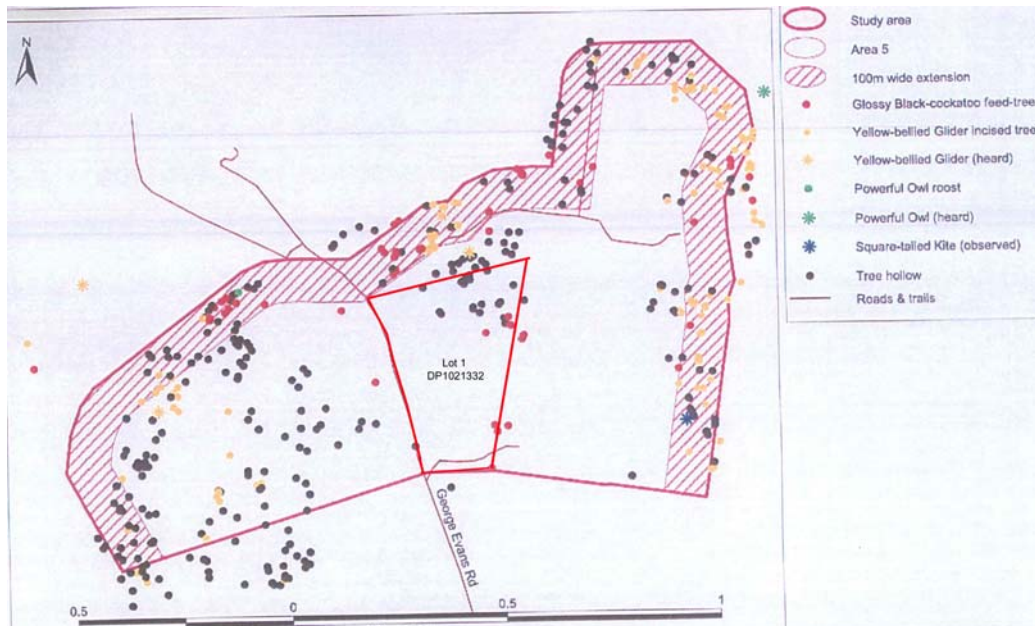 N
Study area
Area 5
100m wide extension
Glossy Black-cockatoo feed-tree
Yellow-bellied Glider incised tree
Yellow-bellied Glider (heard)
Powerful Owl roost
Powerful Owl (heard)
Square-tailed Kite (observed)
Tree hollow
Roads & trails
Lot 1
DP1021332
George Evans Rd
0.5 0 0.5 1